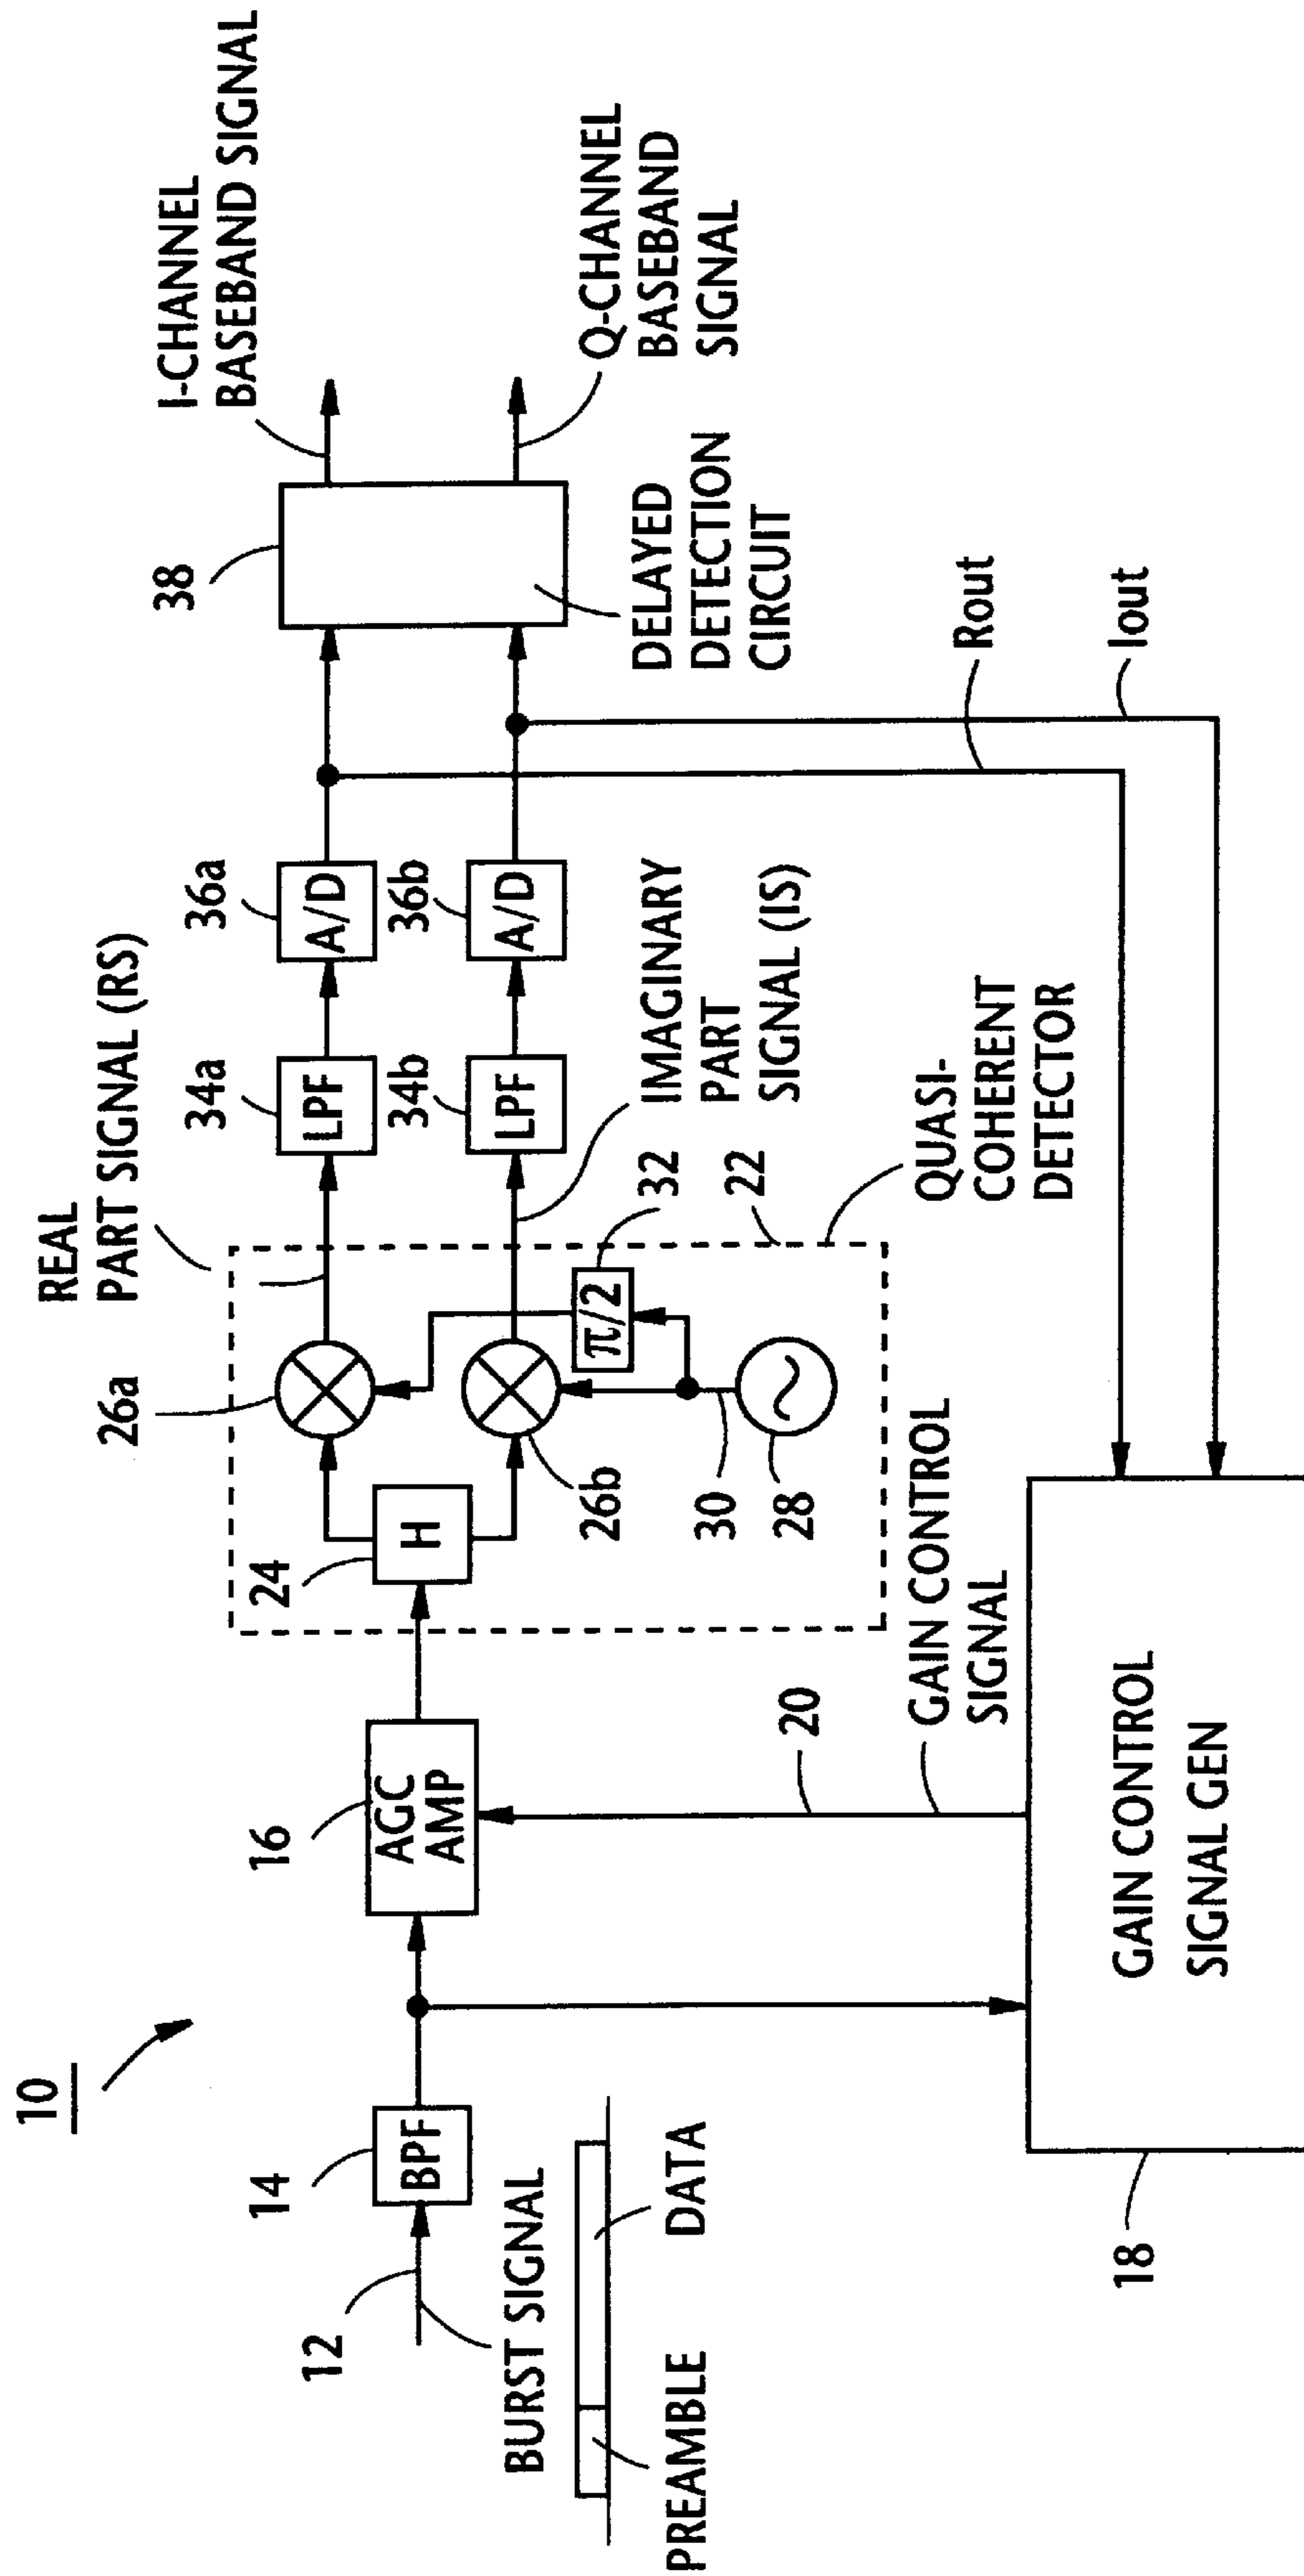 10
12
BURST SIGNAL
PREAMBLE
DATA
14
BPF
16
AGC
AMP
18
GAIN CONTROL
SIGNAL GEN
20
GAIN CONTROL
SIGNAL
24
H
26a
26b
30
28
π/2
32
22
QUASI-
COHERENT
DETECTOR
REAL
PART SIGNAL (RS)
34a
LPF
34b
LPF
IMAGINARY
PART
SIGNAL (IS)
36a
A/D
36b
A/D
38
DELAYED
DETECTION
CIRCUIT
Rout
Iout
I-CHANNEL
BASEBAND SIGNAL
Q-CHANNEL
BASEBAND
SIGNAL